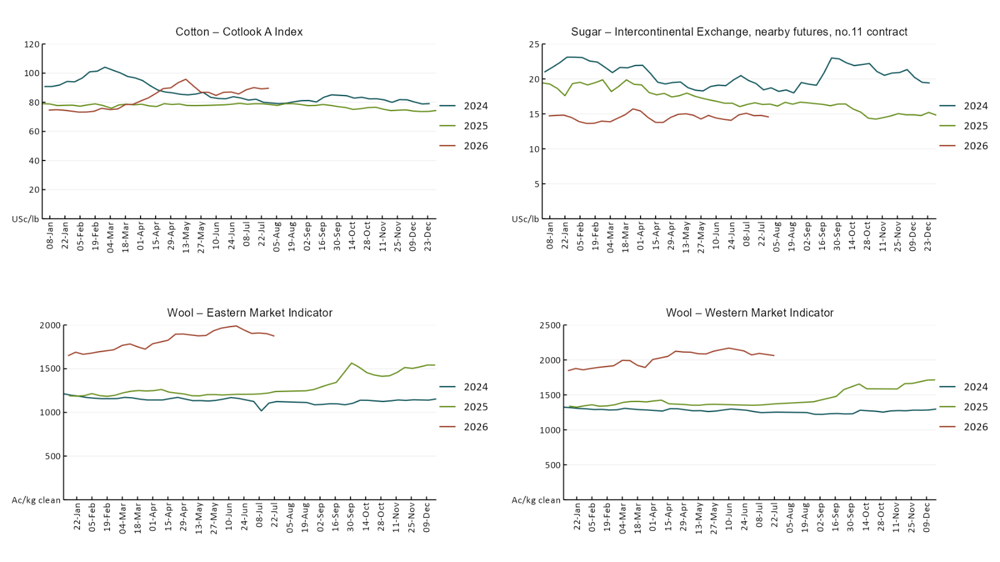 Cotton – Cotlook A Index
120
100
80
60
40
20
USc/lb
08-Jan
22-Jan
05-Feb
19-Feb
04-Mar
18-Mar
01-Apr
15-Apr
29-Apr
13-May
27-May
10-Jun
24-Jun
08-Jul
22-Jul
05-Aug
19-Aug
02-Sep
16-Sep
30-Sep
14-Oct
28-Oct
11-Nov
25-Nov
09-Dec
23-Dec
2024
2025
2026
Sugar – Intercontinental Exchange, nearby futures, no.11 contract
25
20
15
10
5
USc/lb
08-Jan
22-Jan
05-Feb
19-Feb
04-Mar
18-Mar
01-Apr
15-Apr
29-Apr
13-May
27-May
10-Jun
24-Jun
08-Jul
22-Jul
05-Aug
19-Aug
02-Sep
16-Sep
30-Sep
14-Oct
28-Oct
11-Nov
25-Nov
09-Dec
23-Dec
2024
2025
2026
Wool – Eastern Market Indicator
2000
1500
1000
500
Ac/kg clean
22-Jan
05-Feb
19-Feb
04-Mar
18-Mar
01-Apr
15-Apr
29-Apr
13-May
27-May
10-Jun
24-Jun
08-Jul
22-Jul
05-Aug
19-Aug
02-Sep
16-Sep
30-Sep
14-Oct
28-Oct
11-Nov
25-Nov
09-Dec
2024
2025
2026
Wool – Western Market Indicator
2500
2000
1500
1000
500
Ac/kg clean
22-Jan
05-Feb
19-Feb
04-Mar
18-Mar
01-Apr
15-Apr
29-Apr
13-May
27-May
10-Jun
24-Jun
08-Jul
22-Jul
05-Aug
19-Aug
02-Sep
16-Sep
30-Sep
14-Oct
28-Oct
11-Nov
25-Nov
09-Dec
2024
2025
2026